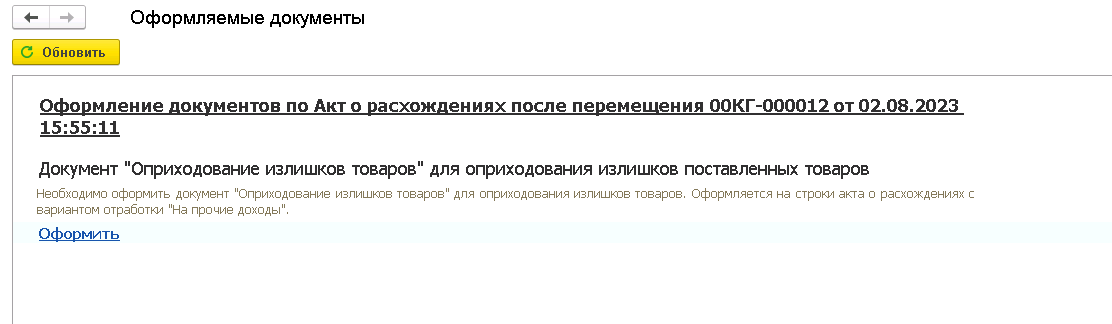 Оформляемые документы
Обновить
Оформление документов по Акт о расхождениях после перемещения 00КГ-000012 от 02.08.2023
15:55:11
Документ "Оприходование излишков товаров" для оприходования излишков поставленных товаров
Необходимо оформить документ "Оприходование излишков товаров" для оприходования излишков товаров. Оформляется на строки акта о расхождениях с
вариантом отработки "На прочие доходы".
Оформить